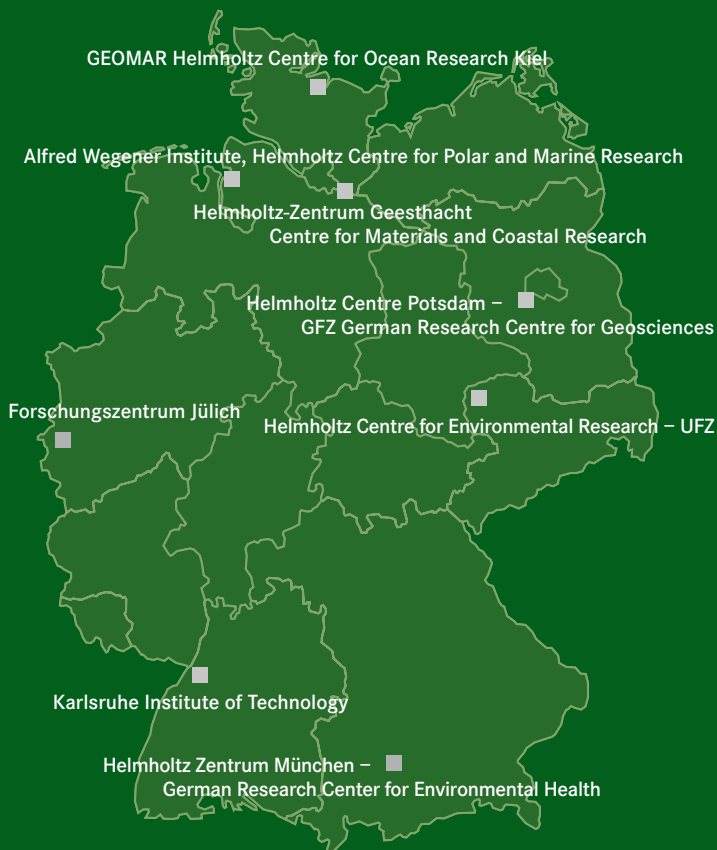 GEOMAR Helmholtz Centre for Ocean Research Kiel
Alfred Wegener Institute, Helmholtz Centre for Polar and Marine Research
Helmholtz-Zentrum Geesthacht
Centre for Materials and Coastal Research
Helmholtz Centre Potsdam –
GFZ German Research Centre for Geosciences
Forschungszentrum Jülich
Helmholtz Centre for Environmental Research – UFZ
Karlsruhe Institute of Technology
Helmholtz Zentrum München –
German Research Center for Environmental Health